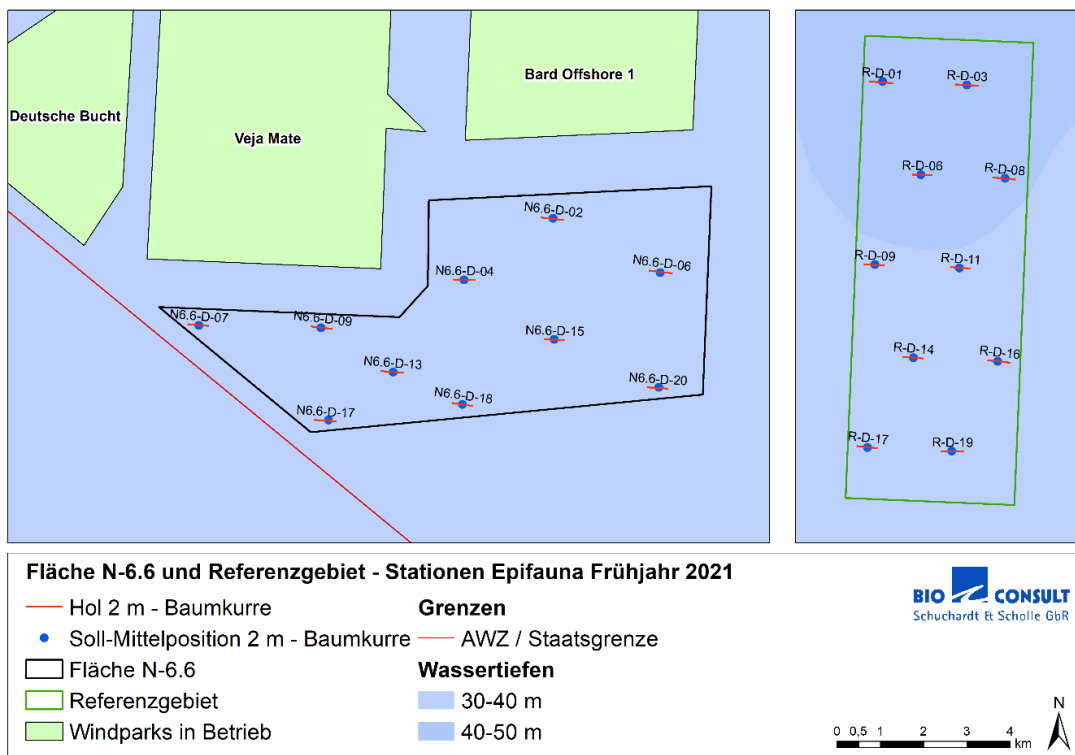 Deutsche Bucht
Veja Mate
Bard Offshore 1
N6.6-D-02
N6.6-D-04
N6.6-D-06
N6.6-D-07
N6.6-D-09
N6.6-D-15
N6.6-D-13
N6.6-D-20
N6.6-D-18
N6.6-D-17
R-D-01
R-D-03
R-D-06
R-D-08
R-D-09
R-D-11
R-D-14
R-D-16
R-D-17
R-D-19
Fläche N-6.6 und Referenzgebiet - Stationen Epifauna Frühjahr 2021
Hol 2 m - Baumkurre
Soll-Mittelposition 2 m - Baumkurre
Fläche N-6.6
Referenzgebiet
Windparks in Betrieb
Grenzen
AWZ / Staatsgrenze
Wassertiefen
30-40 m
40-50 m
BIO CONSULT
Schuchardt & Scholle GbR
N
0 0,5 1 2 3 4
km